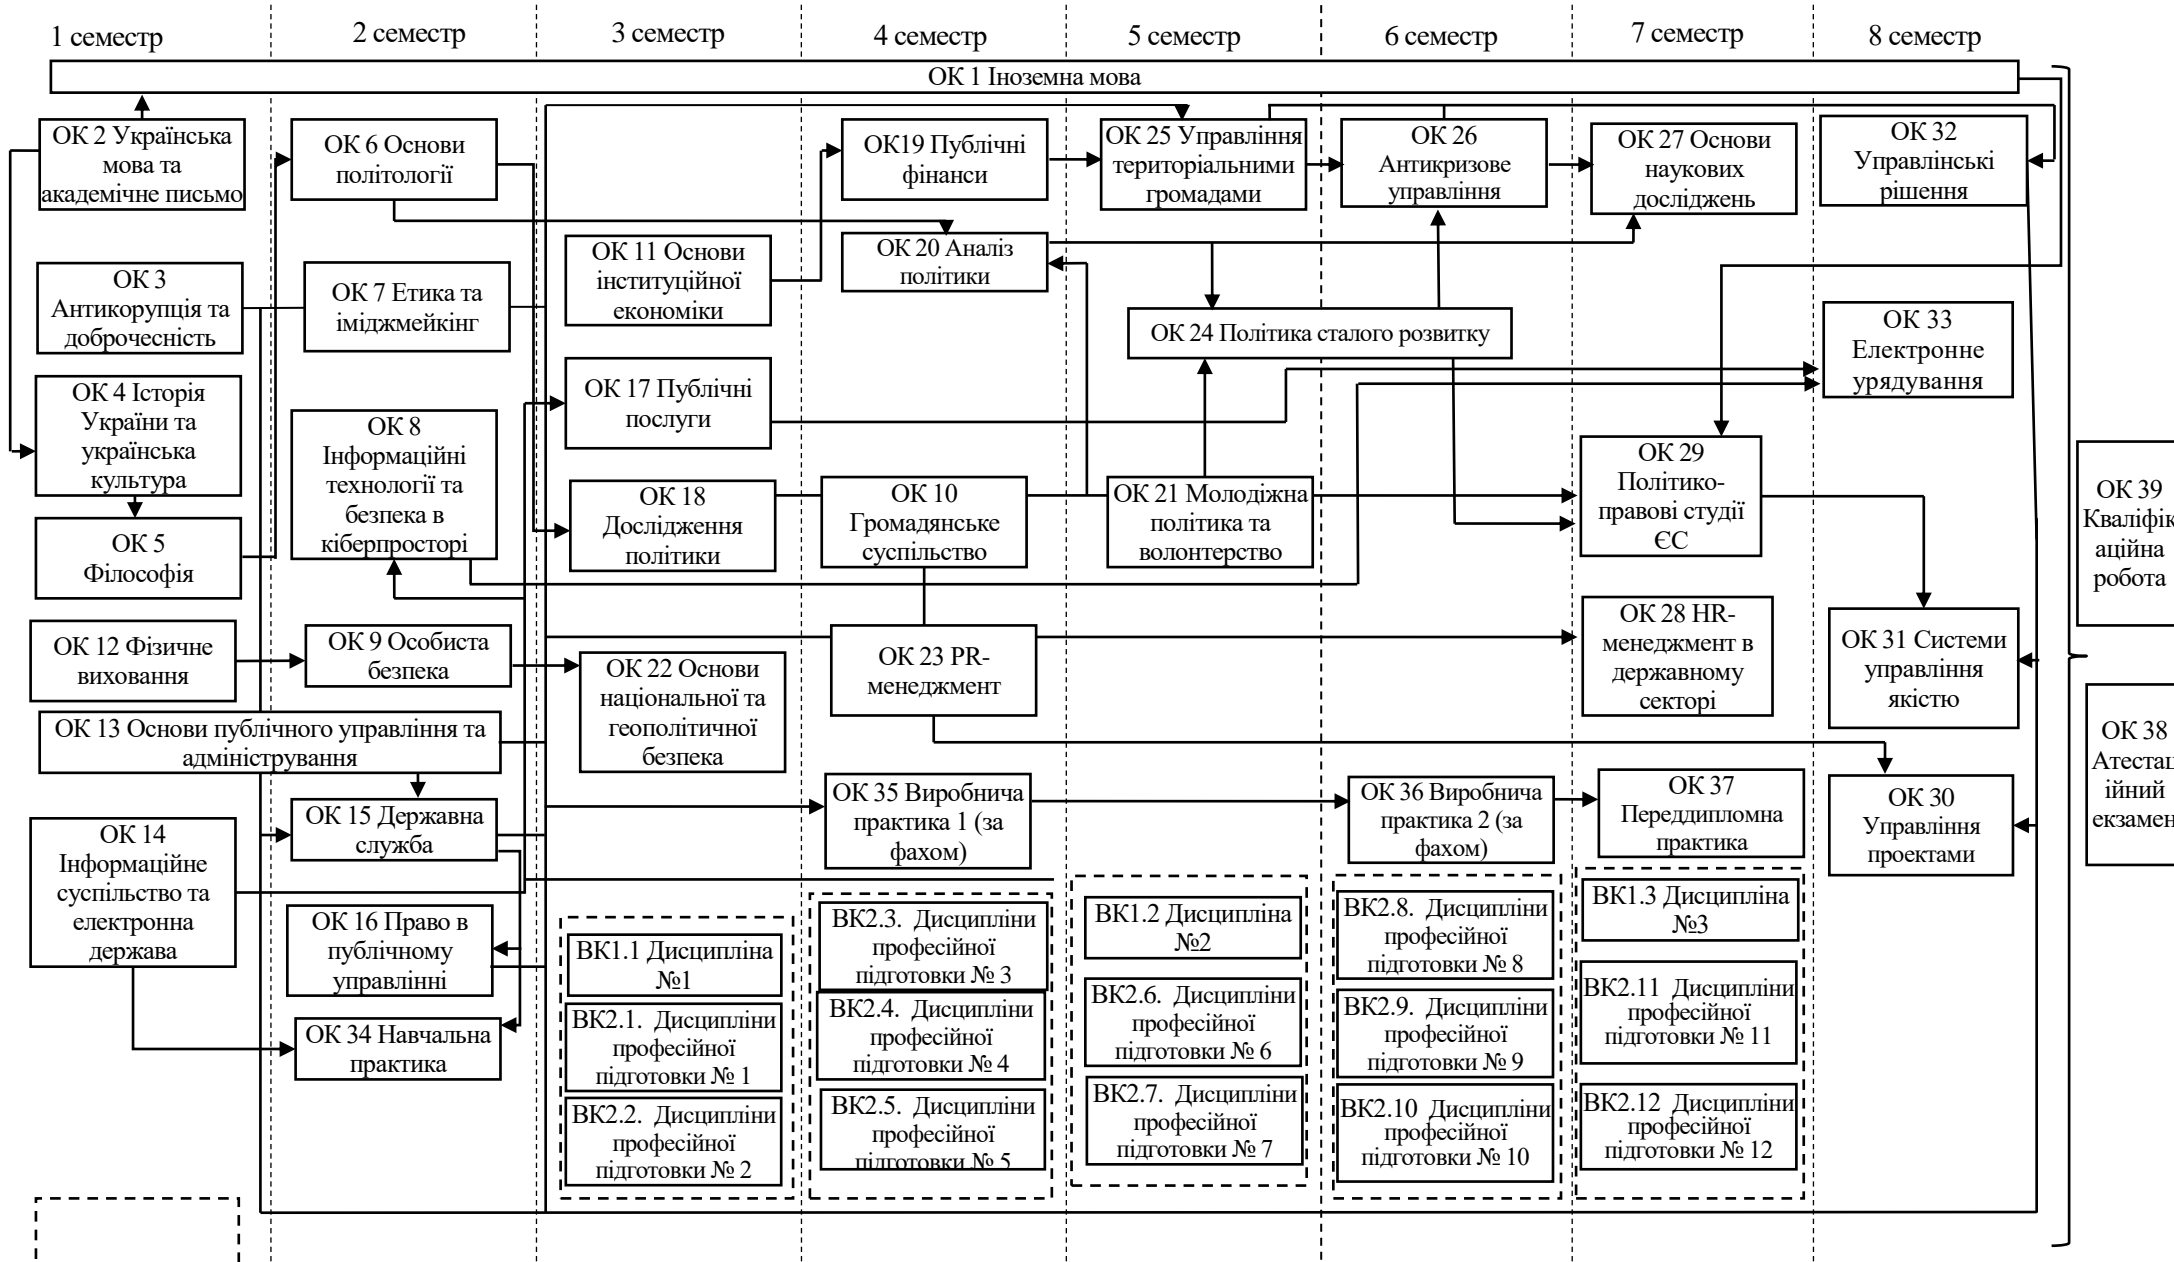 1 семестр
2 семестр
3 семестр
4 семестр
5 семестр
6 семестр
7 семестр
8 семестр
ОК 1 Іноземна мова
ОК 2 Українська
мова та
академічне письмо
ОК 3
Антикорупція та
доброчесність
ОК 4 Історія
України та
українська
культура
ОК 5
Філософія
ОК 12 Фізичне
виховання
ОК 13 Основи публічного управління та
адміністрування
ОК 14
Інформаційне
суспільство та
електронна
держава
ОК 6 Основи
політології
ОК 7 Етика та
іміджмейкінг
ОК 8
Інформаційні
технології та
безпека в
кіберпросторі
ОК 9 Особиста
безпека
ОК 15 Державна
служба
ОК 16 Право в
публічному
управлінні
ОК 34 Навчальна
практика
ОК 11 Основи
інституційної
економіки
ОК 17 Публічні
послуги
ОК 18
Дослідження
політики
ОК 22 Основи
національної та
геополітичної
безпека
ВК1.1 Дисципліна
№1
ВК2.1. Дисципліни
професійної
підготовки № 1
ВК2.2. Дисципліни
професійної
підготовки № 2
ОК19 Публічні
фінанси
ОК 20 Аналіз
політики
ОК 10
Громадянське
суспільство
ОК 23 PR-
менеджмент
ОК 35 Виробнича
практика 1 (за
фахом)
ВК2.3. Дисципліни
професійної
підготовки № 3
ВК2.4. Дисципліни
професійної
підготовки № 4
ВК2.5. Дисципліни
професійної
підготовки № 5
ОК 25 Управління
територіальними
громадами
ОК 24 Політика сталого розвитку
ОК 21 Молодіжна
політика та
волонтерство
ВК1.2 Дисципліна
№2
ВК2.6. Дисципліни
професійної
підготовки № 6
ВК2.7. Дисципліни
професійної
підготовки № 7
ОК 26
Антикризове
управління
ОК 36 Виробнича
практика 2 (за
фахом)
ВК2.8. Дисципліни
професійної
підготовки № 8
ВК2.9. Дисципліни
професійної
підготовки № 9
ВК2.10 Дисципліни
професійної
підготовки № 10
ОК 27 Основи
наукових
досліджень
ОК 29
Політико-
правові студії
ЄС
ОК 28 HR-
менеджмент в
державному
секторі
ОК 37
Переддипломна
практика
ВК1.3 Дисципліна
№3
ВК2.11 Дисципліни
професійної
підготовки № 11
ВК2.12 Дисципліни
професійної
підготовки № 12
ОК 32
Управлінські
рішення
ОК 33
Електронне
урядування
ОК 31 Системи
управління
якістю
ОК 30
Управління
проектами
ОК 39
Кваліфік
аційна
робота
ОК 38
Атестац
ійний
екзамен